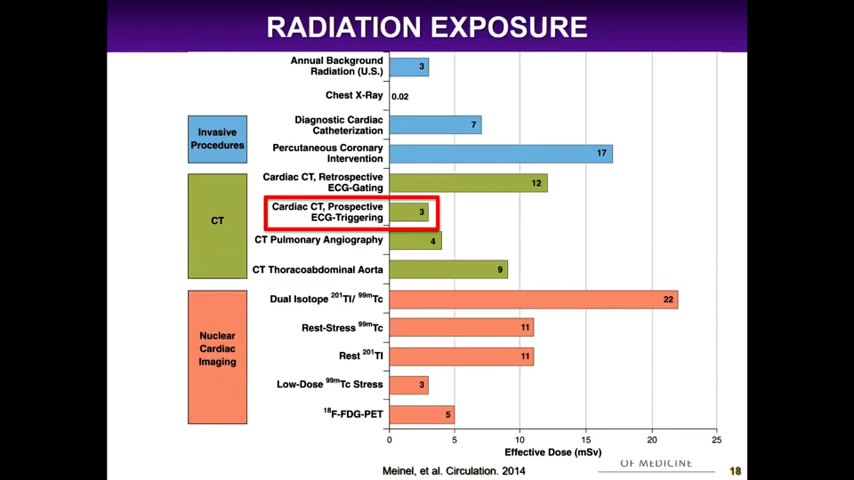 RADIATION EXPOSURE
Annual Background
Radiation (U.S.)
3
Chest X-Ray
0.02
Invasive
Procedures
Diagnostic Cardiac
Catheterization
7
Percutaneous Coronary
Intervention
17
CT
Cardiac CT, Retrospective
ECG-Gating
12
Cardiac CT, Prospective
ECG-Triggering
3
CT Pulmonary Angiography
4
CT Thoracoabdominal Aorta
9
Nuclear
Cardiac
Imaging
Dual Isotope ²⁰¹Tl/ ⁹⁹ᵐTc
22
Rest-Stress ⁹⁹ᵐTc
11
Rest ²⁰¹Tl
11
Low-Dose ⁹⁹ᵐTc Stress
3
¹⁸F-FDG-PET
5
0 5 10 15 20 25
Effective Dose (mSv)
Meinel, et al. Circulation. 2014
OF MEDICINE
18